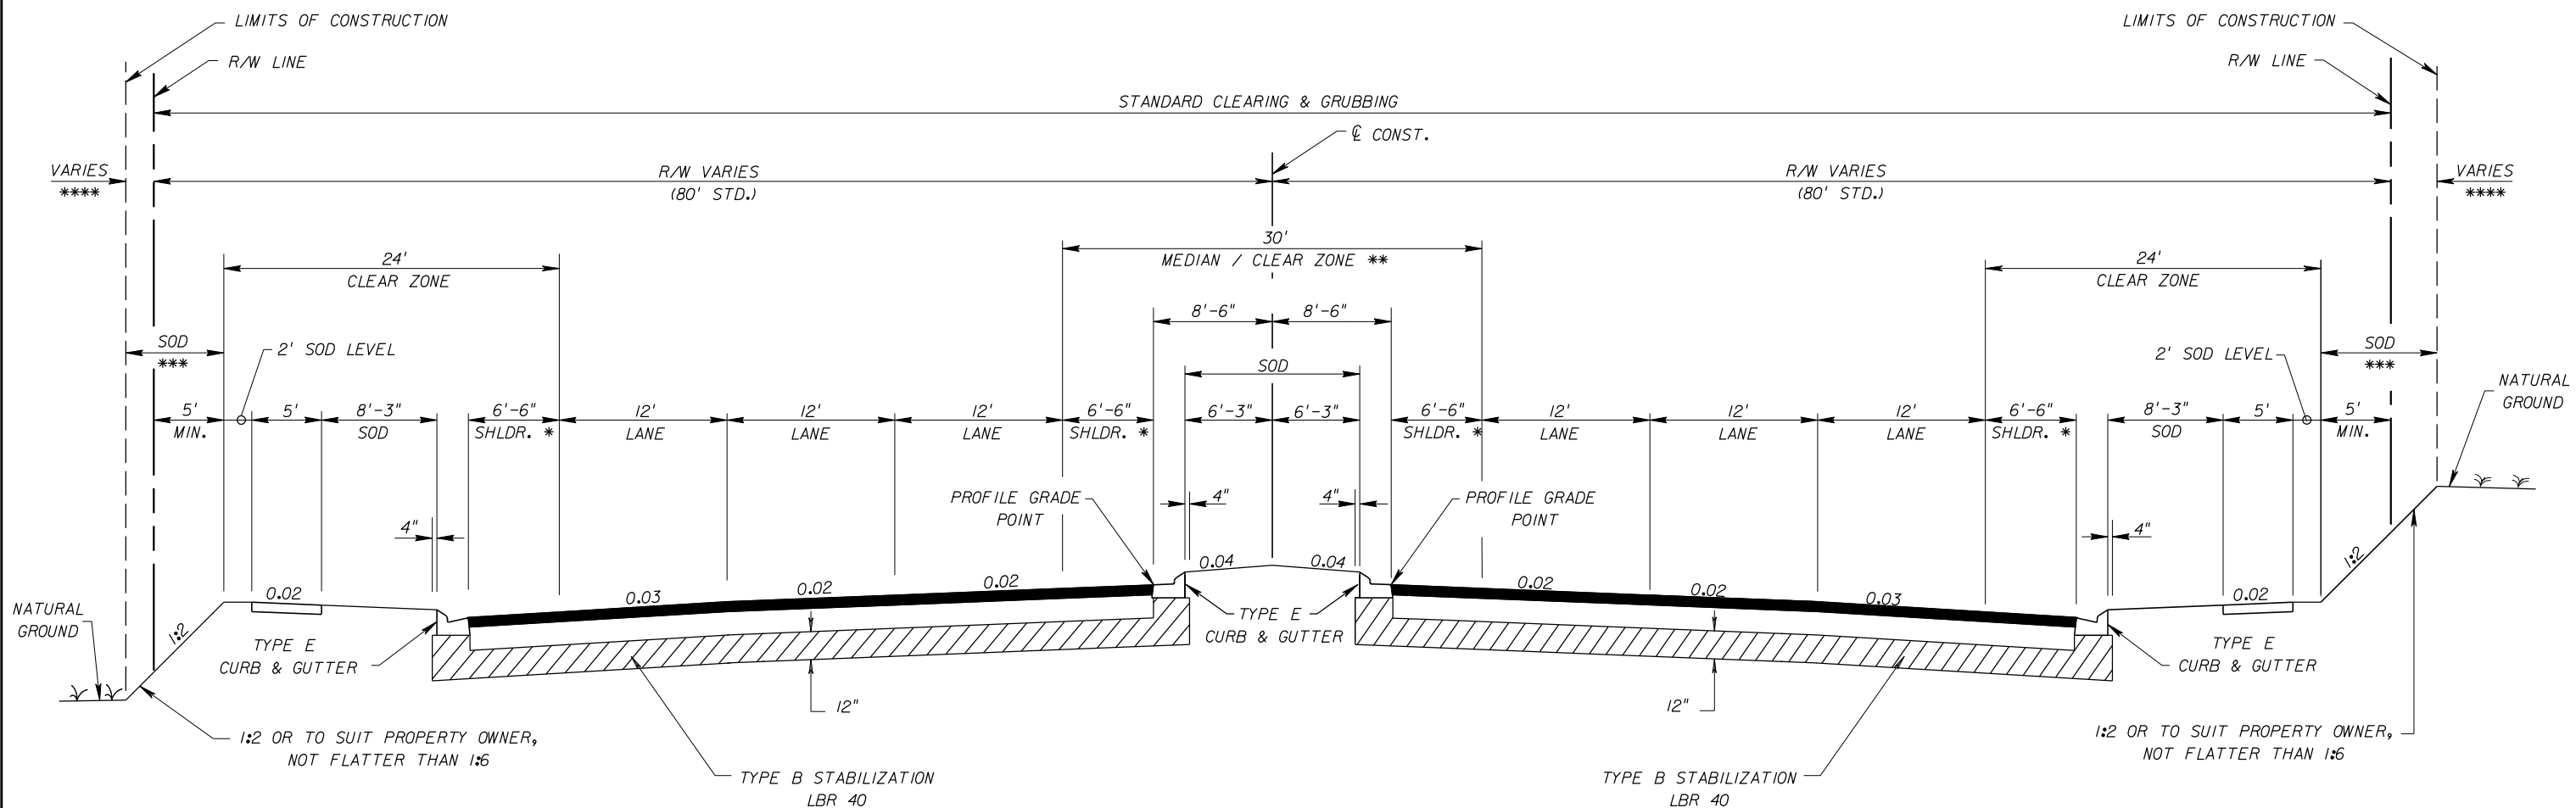 LIMITS OF CONSTRUCTION
LIMITS OF CONSTRUCTION
R/W LINE
R/W LINE
STANDARD CLEARING & GRUBBING
℄ CONST.
VARIES
****
R/W VARIES
(80' STD.)
R/W VARIES
(80' STD.)
VARIES
****
30'
MEDIAN / CLEAR ZONE **
24'
CLEAR ZONE
24'
CLEAR ZONE
8'-6"
8'-6"
SOD
***
2' SOD LEVEL
SOD
2' SOD LEVEL
SOD
***
NATURAL
GROUND
5'
MIN.
5'
8'-3"
SOD
6'-6"
SHLDR. *
12'
LANE
12'
LANE
12'
LANE
6'-6"
SHLDR. *
6'-3"
6'-3"
6'-6"
SHLDR. *
12'
LANE
12'
LANE
12'
LANE
6'-6"
SHLDR. *
8'-3"
SOD
5'
5'
MIN.
PROFILE GRADE
POINT
4"
4"
PROFILE GRADE
POINT
4"
4"
0.04
0.04
1:2
NATURAL
GROUND
1:2
0.02
0.03
0.02
0.02
0.02
0.02
0.03
0.02
TYPE E
CURB & GUTTER
TYPE E
CURB & GUTTER
TYPE E
CURB & GUTTER
12"
12"
1:2 OR TO SUIT PROPERTY OWNER,
NOT FLATTER THAN 1:6
1:2 OR TO SUIT PROPERTY OWNER,
NOT FLATTER THAN 1:6
TYPE B STABILIZATION
LBR 40
TYPE B STABILIZATION
LBR 40